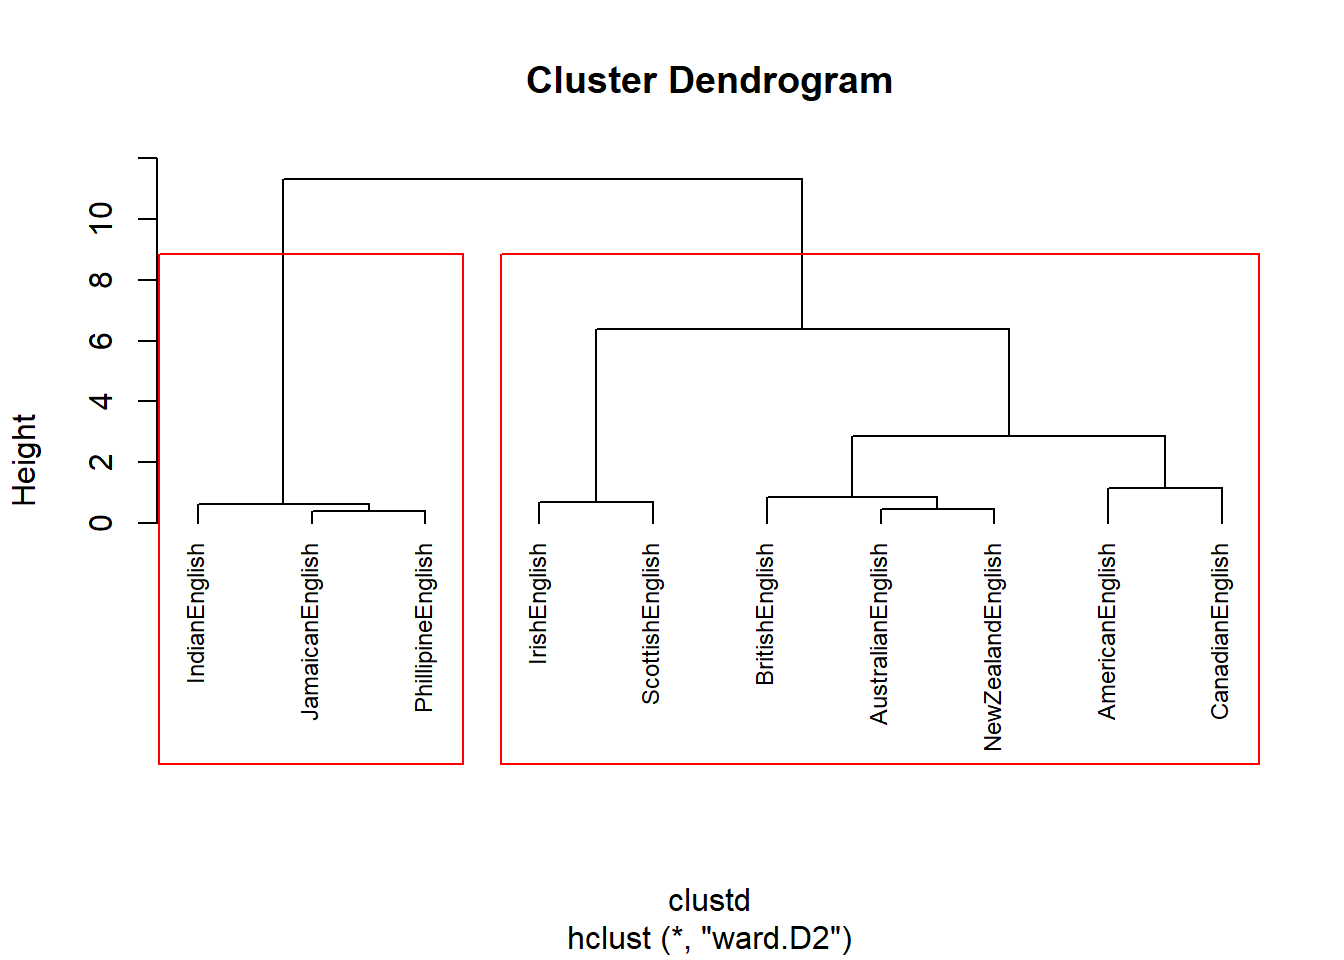 Cluster Dendrogram
Height
10
8
6
4
2
0
IndianEnglish
JamaicanEnglish
PhillipineEnglish
IrishEnglish
ScottishEnglish
BritishEnglish
AustralianEnglish
NewZealandEnglish
AmericanEnglish
CanadianEnglish
clustd
hclust (*, "ward.D2")